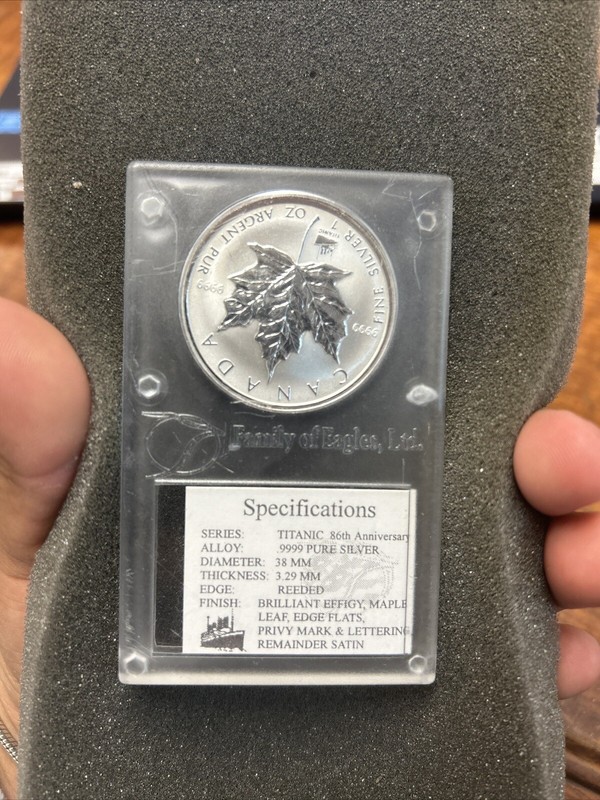 CANADA
9999
FINE SILVER 1 OZ ARGENT PUR
9999
TITANIC
Family of Eagles, Ltd.
Specifications
SERIES: TITANIC 86th Anniversary
ALLOY: .9999 PURE SILVER
DIAMETER: 38 MM
THICKNESS: 3.29 MM
EDGE: REEDED
FINISH: BRILLIANT EFFIGY, MAPLE
LEAF, EDGE FLATS,
PRIVY MARK & LETTERING,
REMAINDER SATIN